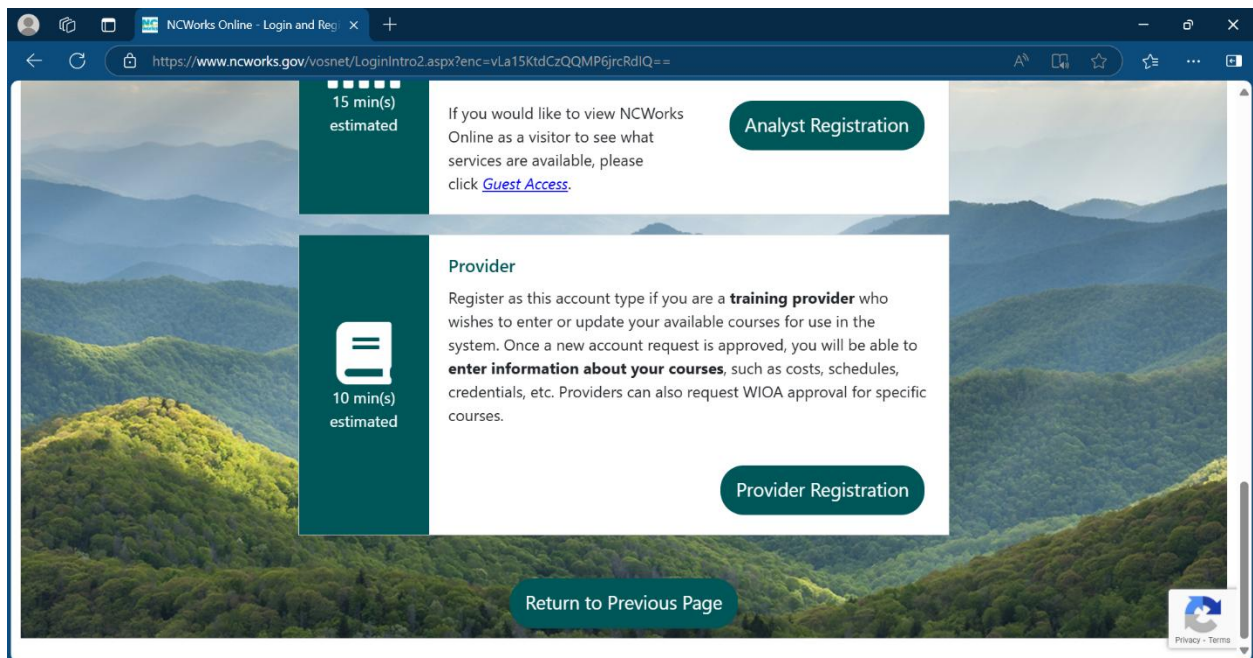 NCWorks Online - Login and Regi
https://www.ncworks.gov/vosnet/LoginIntro2.aspx?enc=vLa15KtdCzQQMP6jrcRdIQ==
15 min(s)
estimated
If you would like to view NCWorks
Online as a visitor to see what
services are available, please
click Guest Access.
Analyst Registration
Provider
Register as this account type if you are a training provider who
wishes to enter or update your available courses for use in the
system. Once a new account request is approved, you will be able to
enter information about your courses, such as costs, schedules,
credentials, etc. Providers can also request WIOA approval for specific
courses.
10 min(s)
estimated
Provider Registration
Return to Previous Page
Privacy - Terms